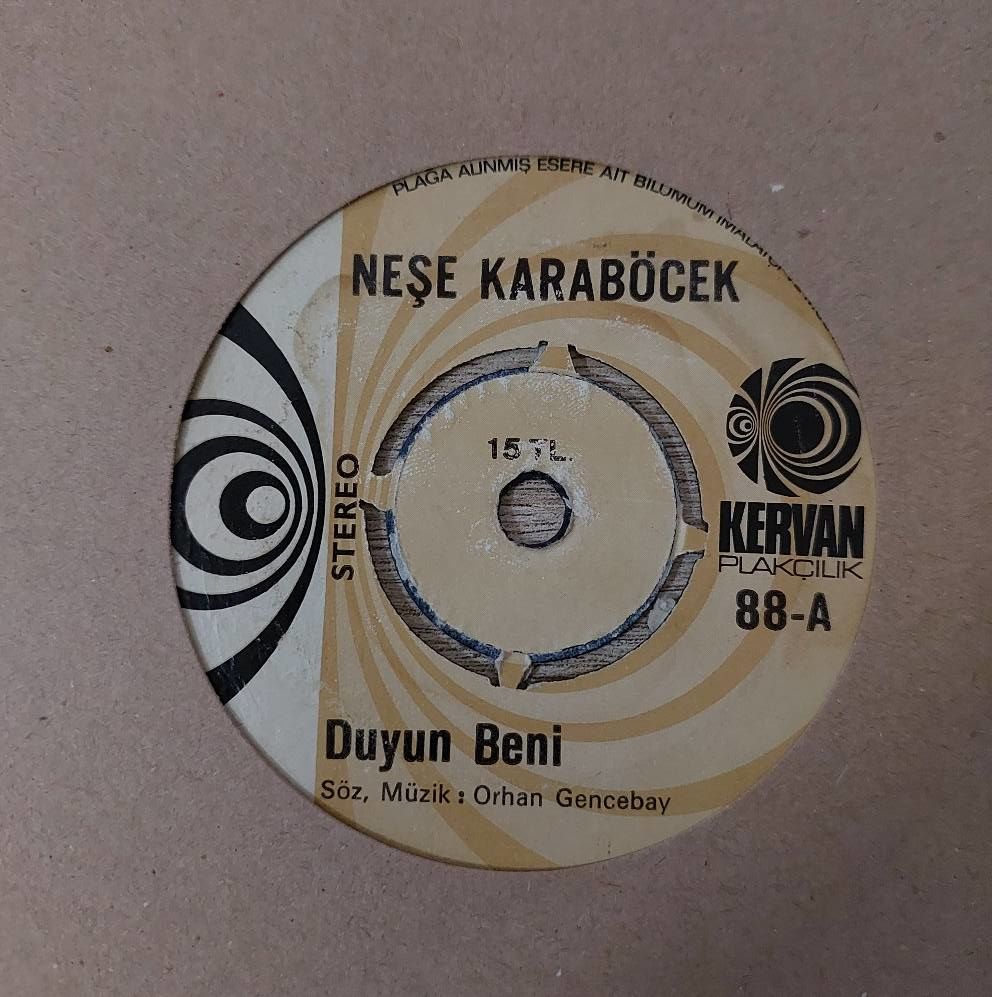 PLAĞA ALINMIŞ ESERE AİT BİLUMUM
NEŞE KARABÖCEK
15 TL.
STEREO
KERVAN
PLAKÇILIK
88-A
Duyun Beni
Söz, Müzik : Orhan Gencebay